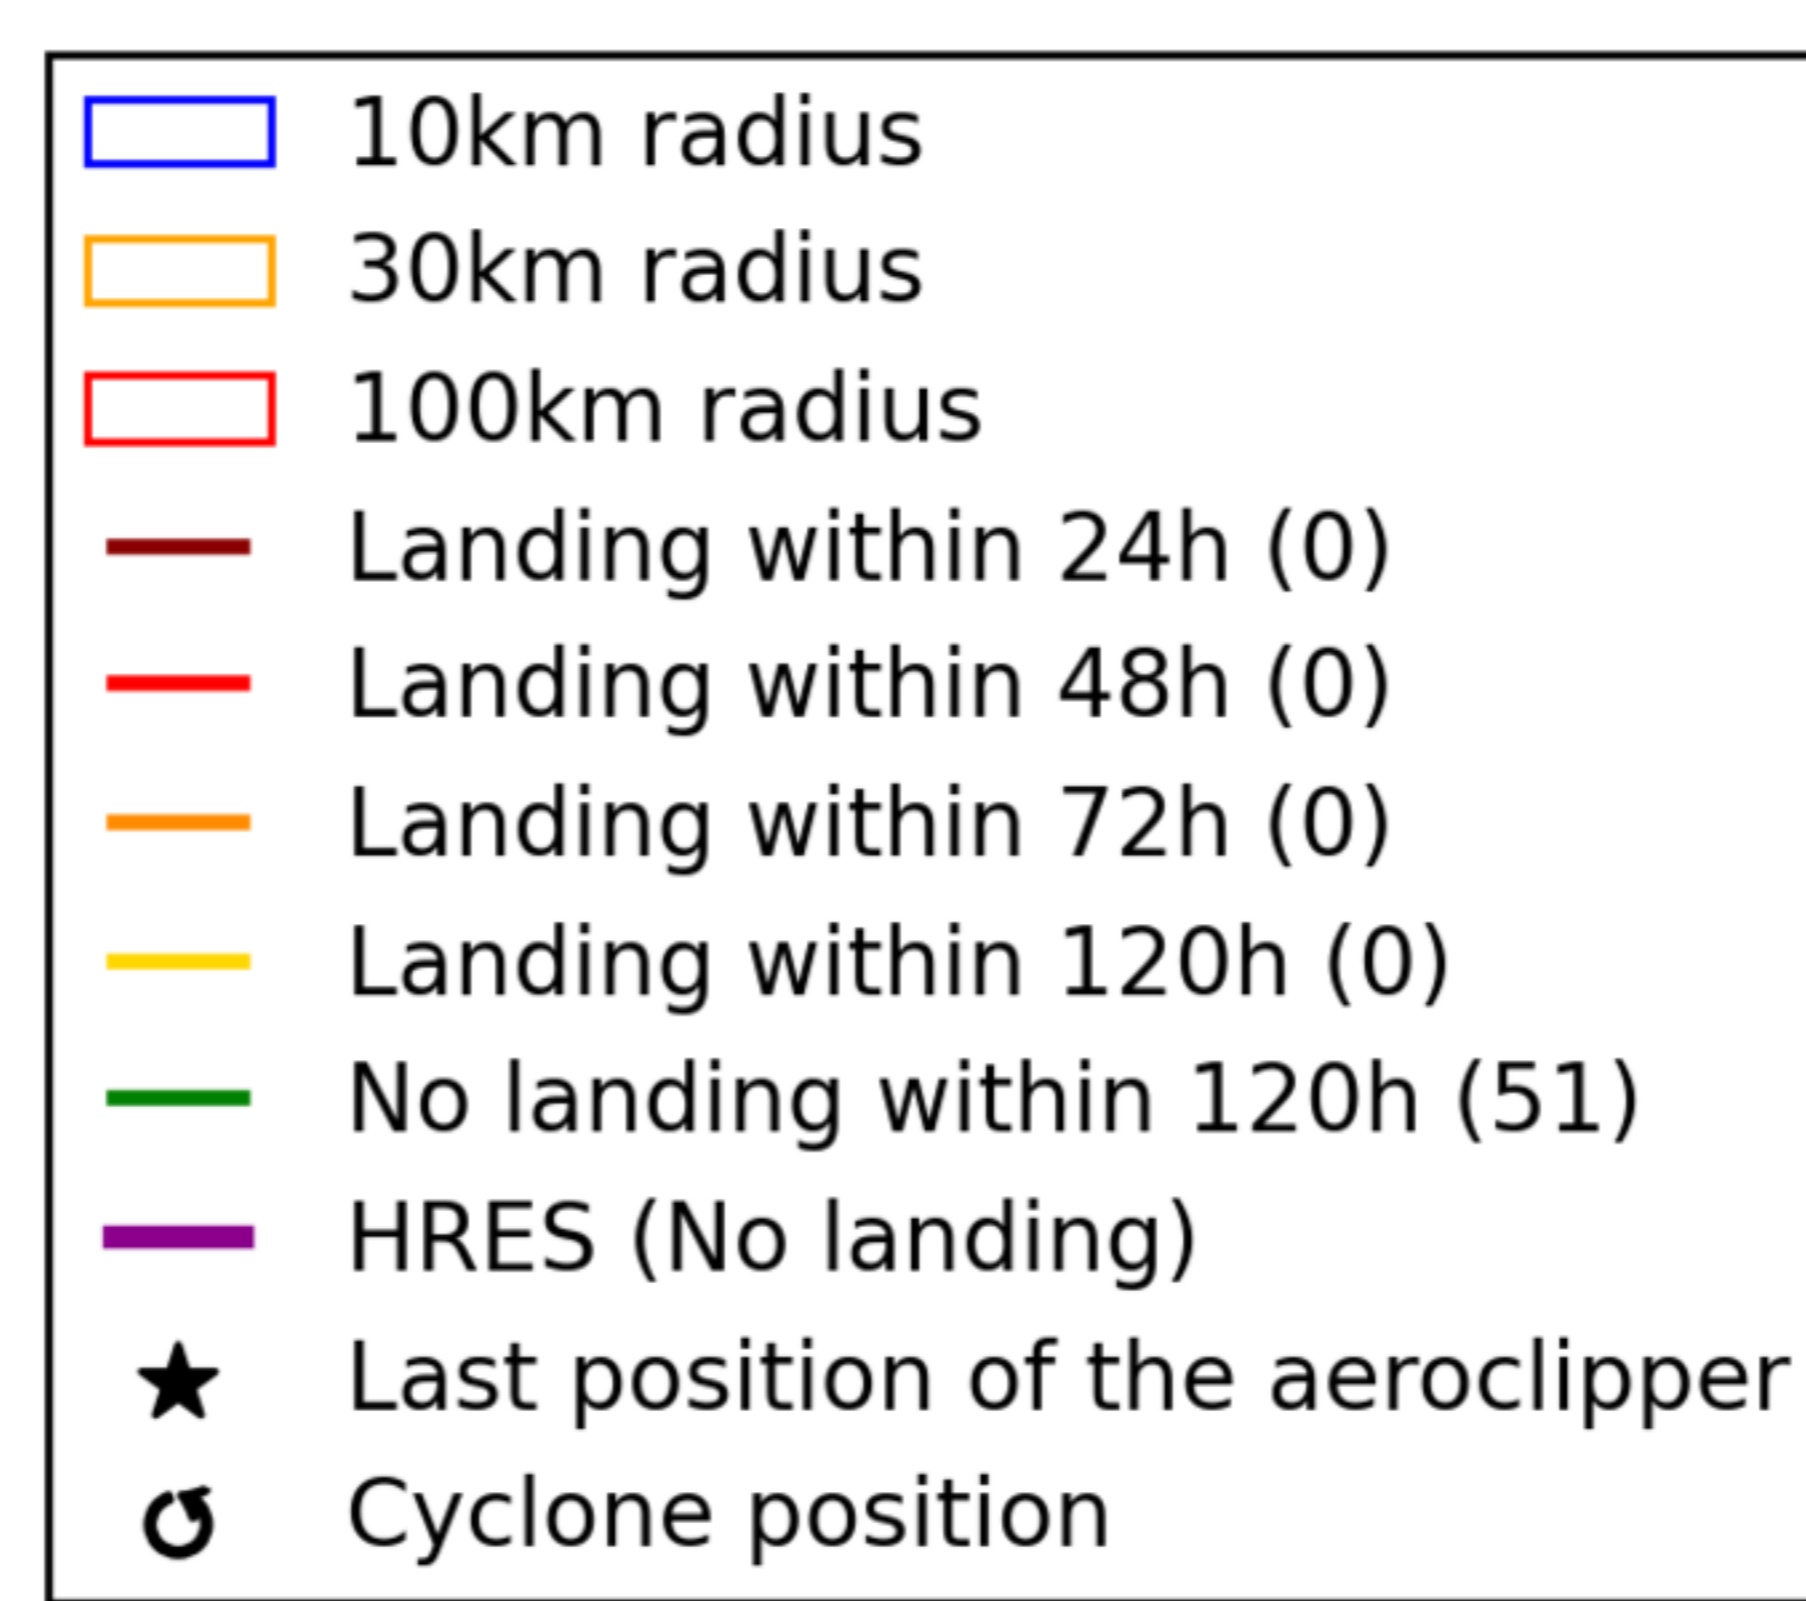 10km radius
30km radius
100km radius
Landing within 24h (0)
Landing within 48h (0)
Landing within 72h (0)
Landing within 120h (0)
No landing within 120h (51)
HRES (No landing)
Last position of the aeroclipper
Cyclone position